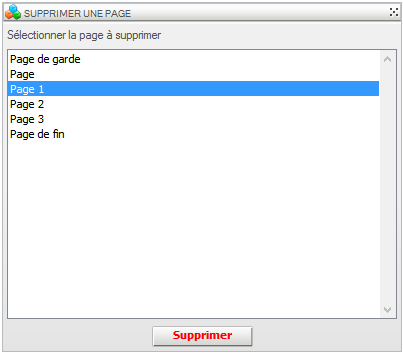 SUPPRIMER UNE PAGE
Sélectionner la page à supprimer
Page de garde
Page
Page 1
Page 2
Page 3
Page de fin
Supprimer